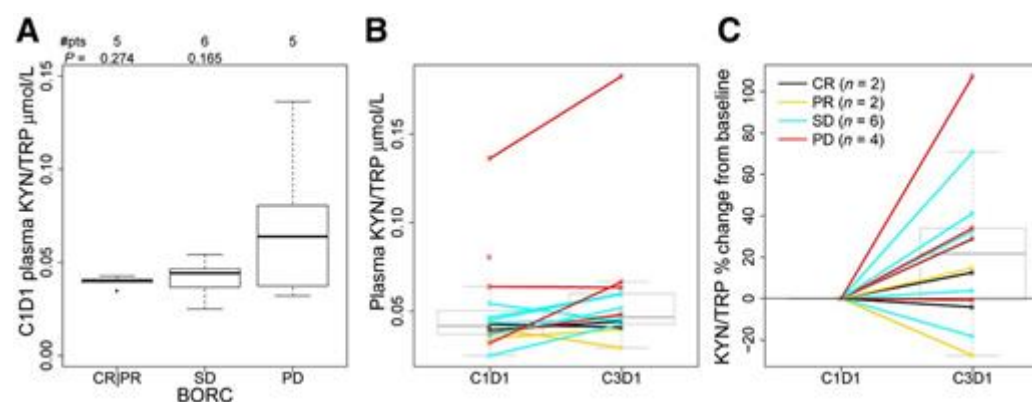 A
#pts 5 6 5
P = 0.274 0.165
C1D1 plasma KYN/TRP μmol/L
0.15
0.10
0.05
0.00
CR|PR SD PD
BORC
B
Plasma KYN/TRP μmol/L
0.15
0.10
0.05
C1D1 C3D1
C
KYN/TRP % change from baseline
100
80
60
40
20
0
−20
CR (n = 2)
PR (n = 2)
SD (n = 6)
PD (n = 4)
C1D1 C3D1